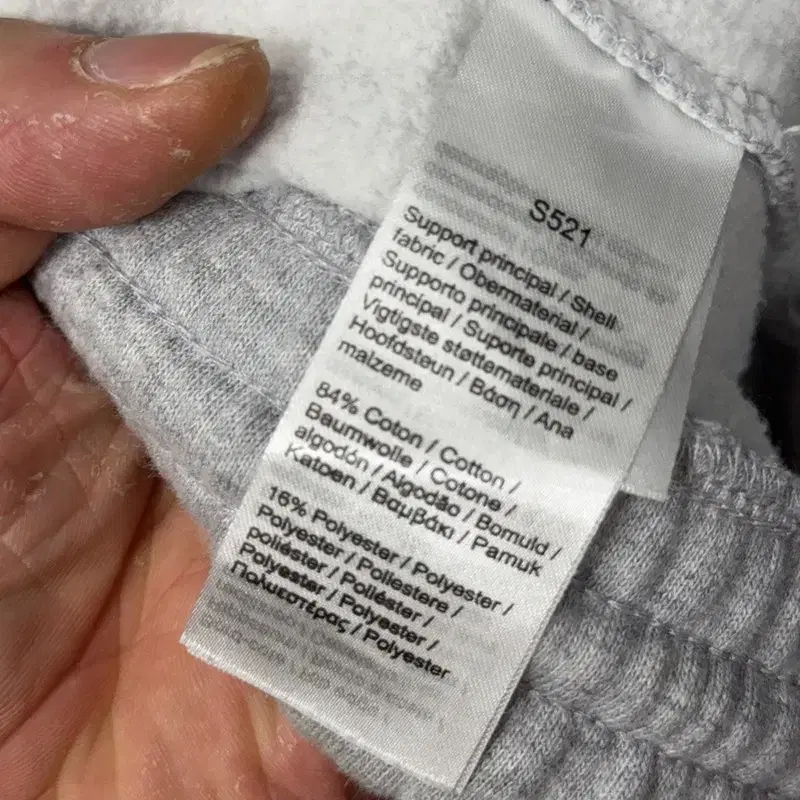 S521
Support principal / Shell
fabric / Obermaterial /
Supporto principale / base
principal / Suporte principal /
Vigtigste støttemateriale /
Hoofdsteun / Βάση / Ana
malzeme
84% Coton / Cotton /
Baumwolle / Cotone /
algodón / Algodão / Bomuld /
Katoen / Βαμβάκι / Pamuk
16% Polyester / Polyester /
Polyester / Poliestere /
poliéster / Poliéster /
Polyester / Polyester /
Πολυεστέρας / Polyester